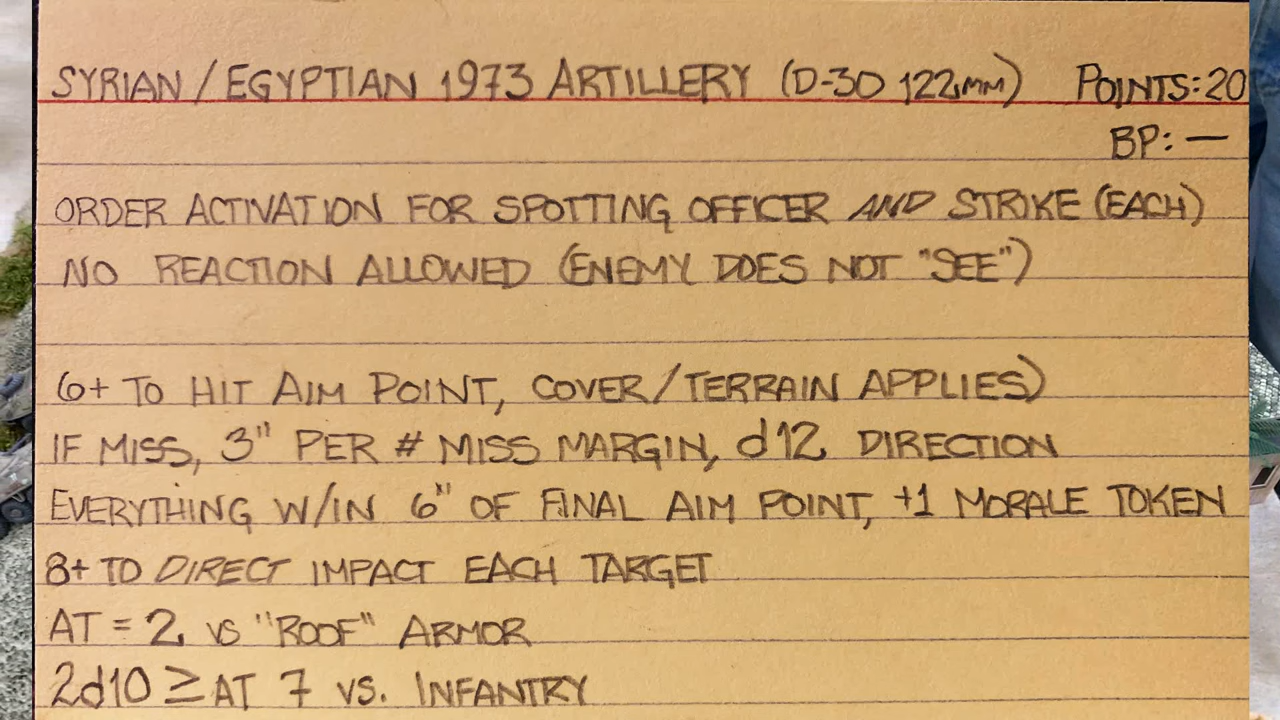 SYRIAN / EGYPTIAN 1973 ARTILLERY (D-30 122mm) POINTS: 20
BP: —
ORDER ACTIVATION FOR SPOTTING OFFICER AND STRIKE (EACH)
NO REACTION ALLOWED (ENEMY DOES NOT "SEE")
6+ TO HIT AIM POINT, COVER/TERRAIN APPLIES)
IF MISS, 3" PER # MISS MARGIN, d12 DIRECTION
EVERYTHING W/IN 6" OF FINAL AIM POINT, +1 MORALE TOKEN
8+ TO DIRECT IMPACT EACH TARGET
AT = 2 VS "ROOF" ARMOR
2d10 ≥ AT 7 VS. INFANTRY